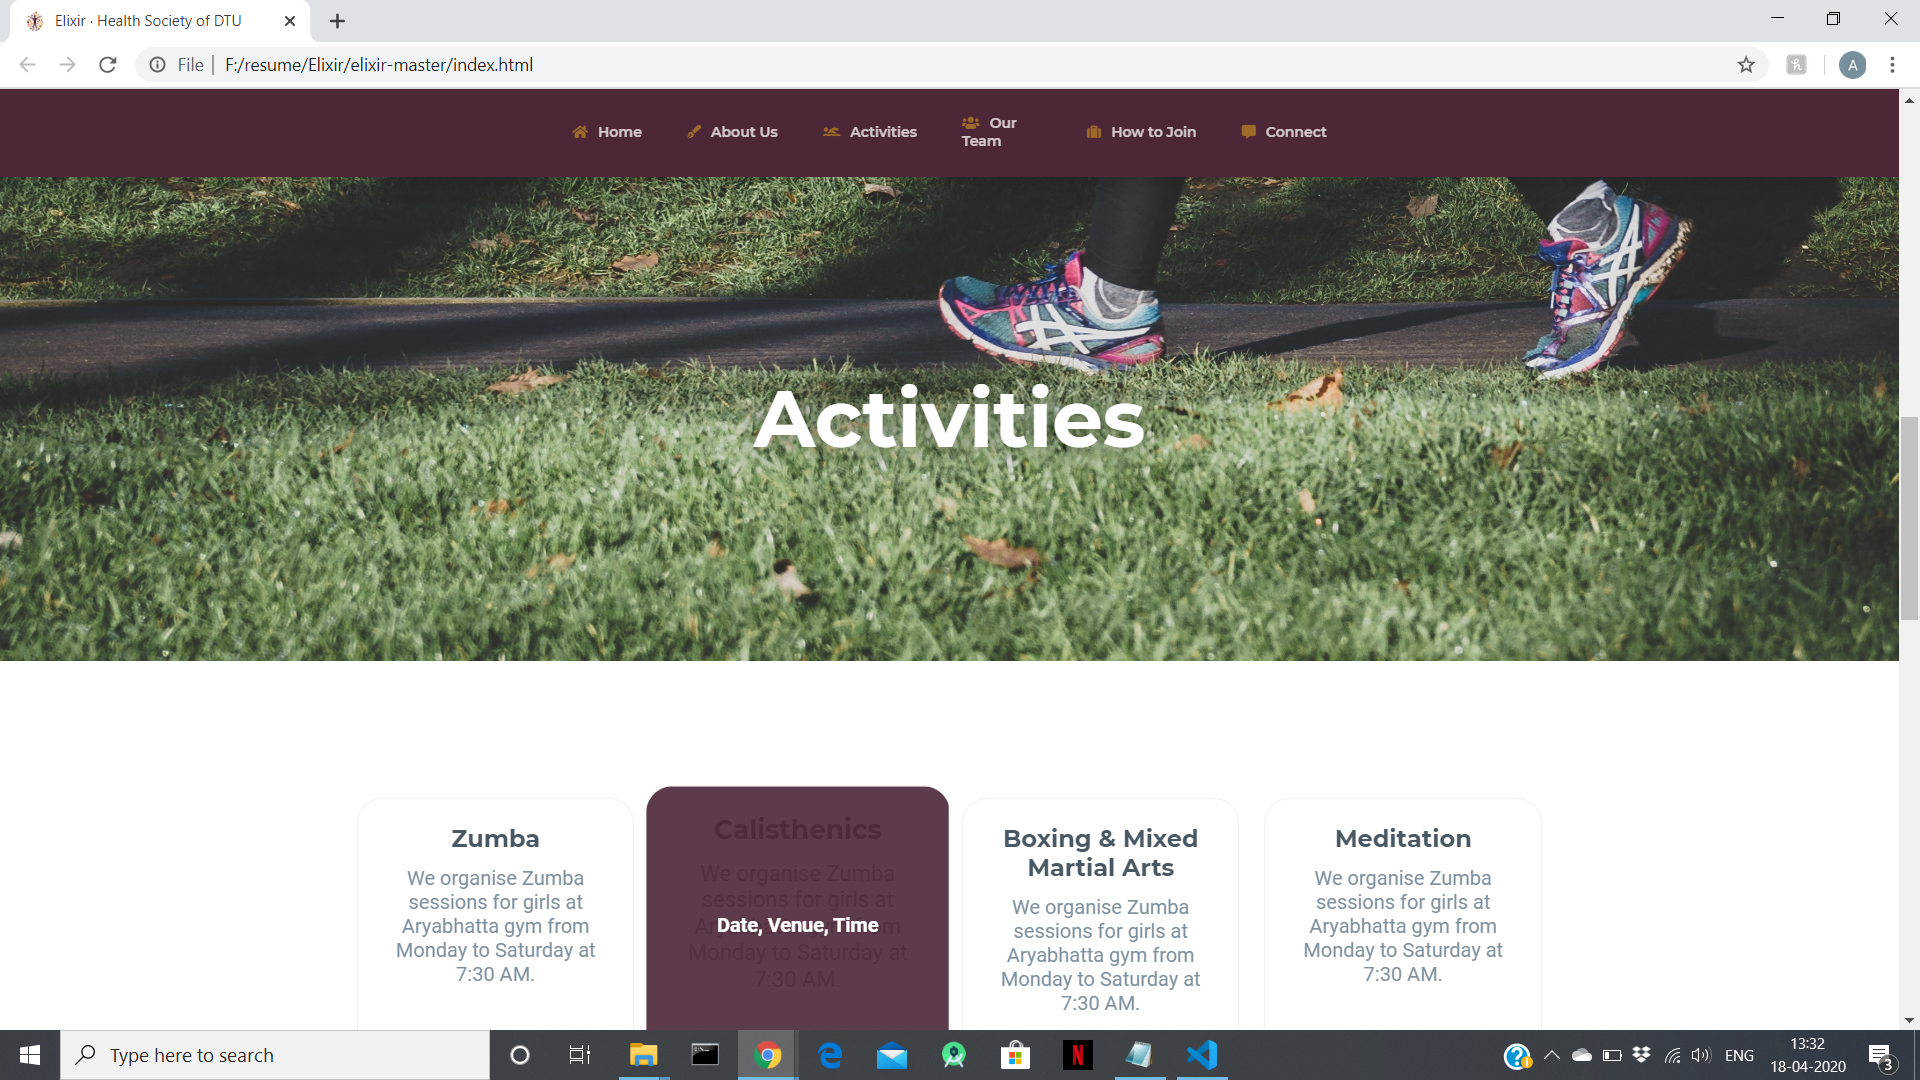 Elixir · Health Society of DTU
File
F:/resume/Elixir/elixir-master/index.html
A
Home
About Us
Activities
Our
Team
How to Join
Connect
Activities
Zumba
We organise Zumba
sessions for girls at
Aryabhatta gym from
Monday to Saturday at
7:30 AM.
Calisthenics
We organise Zumba
sessions for girls at
Date, Venue, Time
Monday to Saturday at
7:30 AM.
Boxing & Mixed
Martial Arts
We organise Zumba
sessions for girls at
Aryabhatta gym from
Monday to Saturday at
7:30 AM.
Meditation
We organise Zumba
sessions for girls at
Aryabhatta gym from
Monday to Saturday at
7:30 AM.
Type here to search
N
ENG
13:32
18-04-2020
3